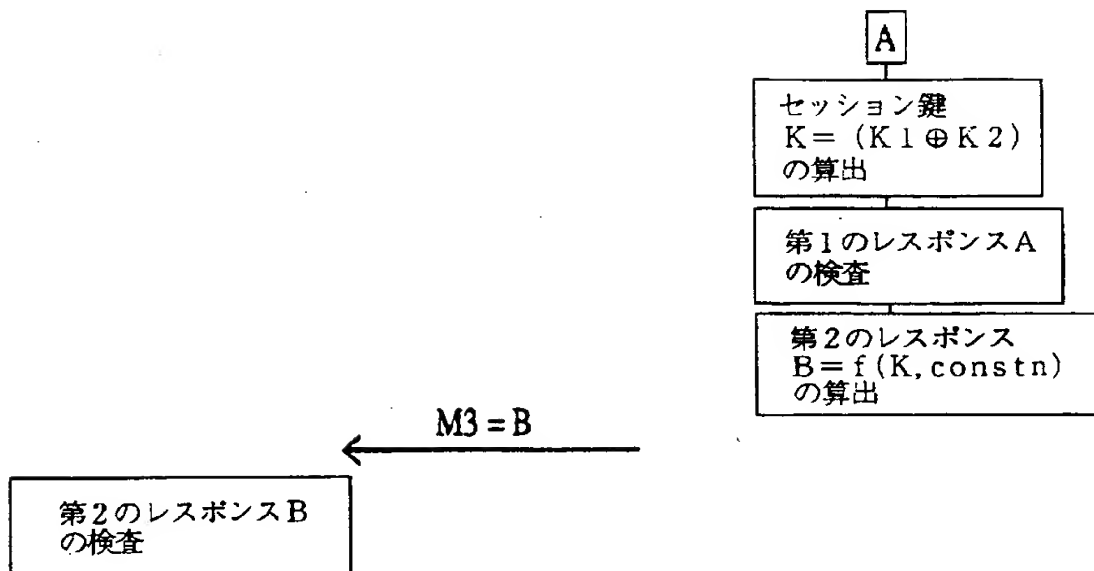 A
セッション鍵
K=(K1⊕K2)
の算出
第1のレスポンスA
の検査
第2のレスポンス
B=f(K,constn)
の算出
M3=B
第2のレスポンスB
の検査